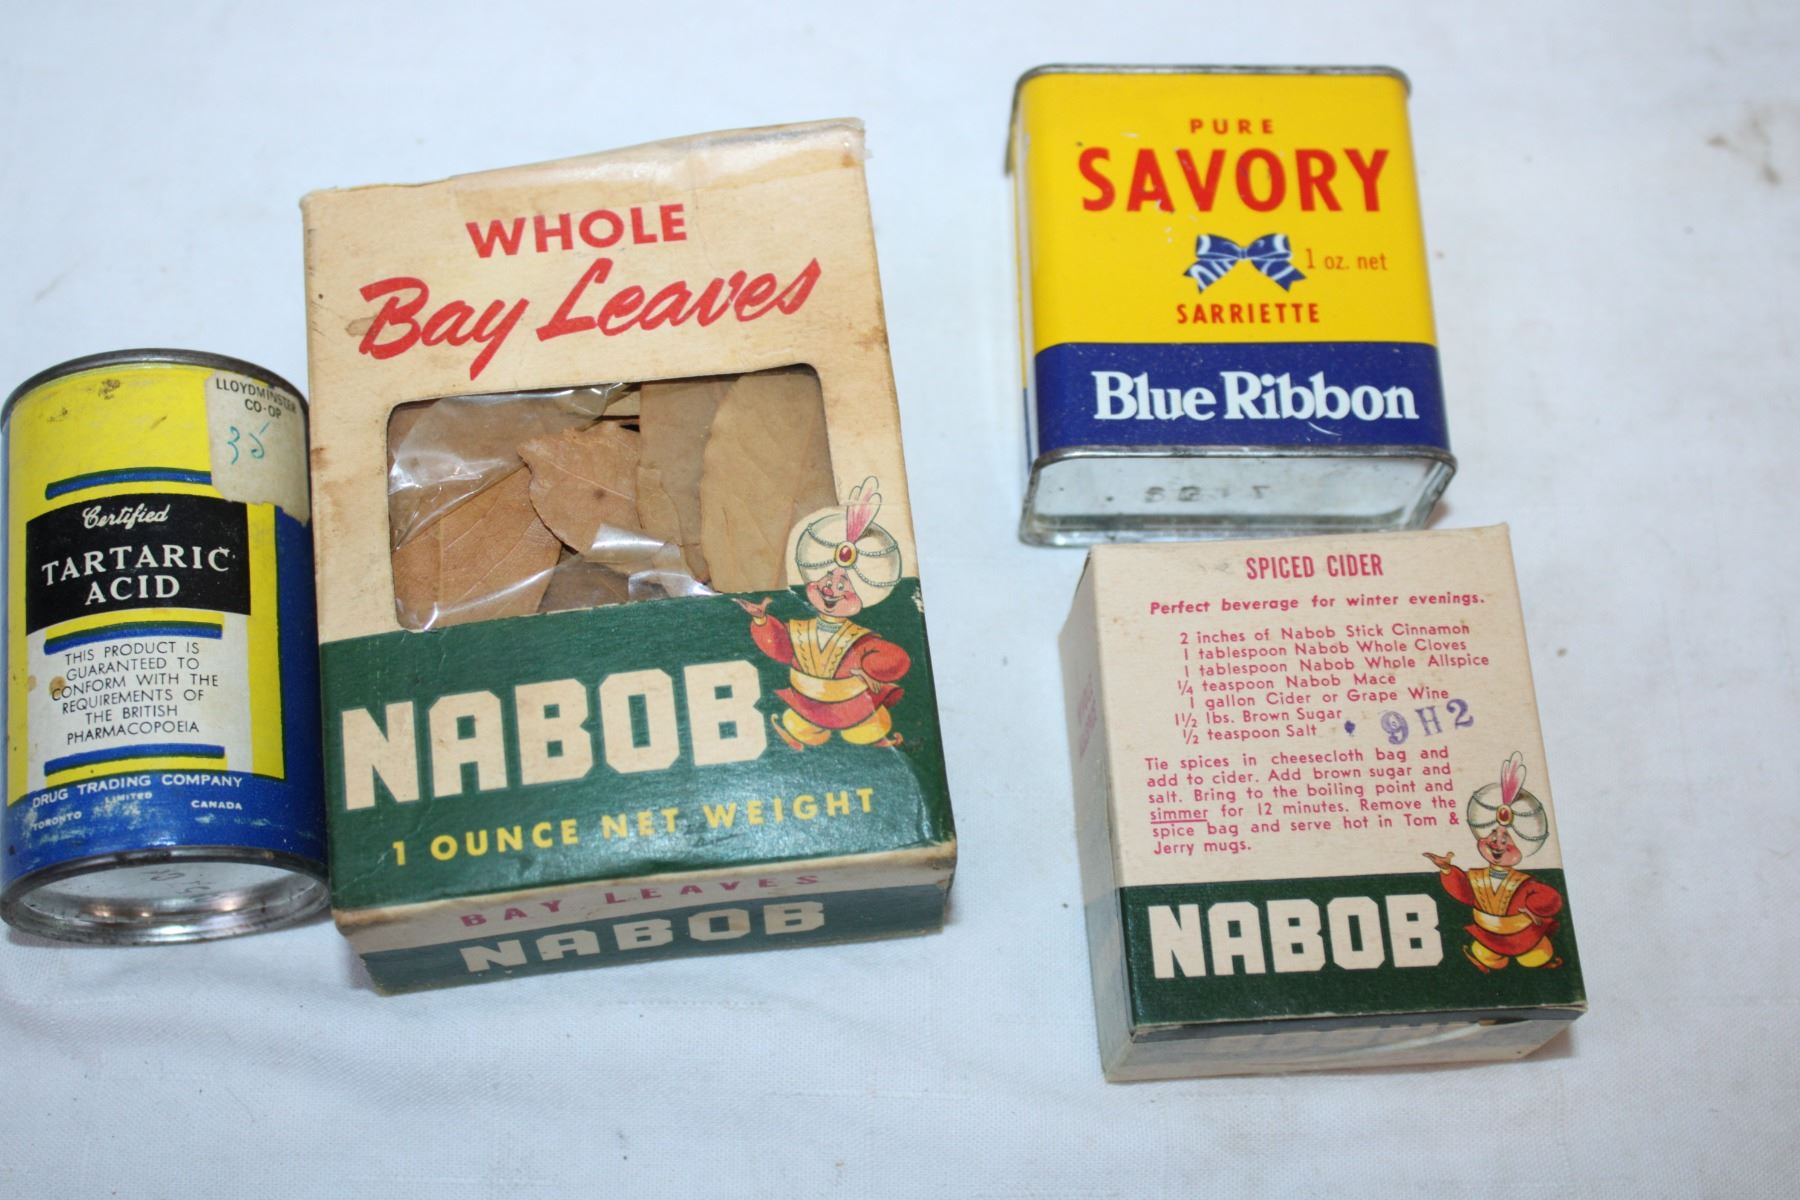 LLOYDMINSTER
CO-OP
35
Certified
TARTARIC
ACID
THIS PRODUCT IS
GUARANTEED TO
CONFORM WITH THE
REQUIREMENTS OF
THE BRITISH
PHARMACOPOEIA
DRUG TRADING COMPANY
LIMITED
TORONTO CANADA
WHOLE
Bay Leaves
NABOB
1 OUNCE NET WEIGHT
BAY LEAVES
NABOB
PURE
SAVORY
1 oz. net
SARRIETTE
Blue Ribbon
SPICED CIDER
Perfect beverage for winter evenings.
2 inches of Nabob Stick Cinnamon
1 tablespoon Nabob Whole Cloves
1 tablespoon Nabob Whole Allspice
¼ teaspoon Nabob Mace
1 gallon Cider or Grape Wine
1½ lbs. Brown Sugar
½ teaspoon Salt
9H2
Tie spices in cheesecloth bag and
add to cider. Add brown sugar and
salt. Bring to the boiling point and
simmer for 12 minutes. Remove the
spice bag and serve hot in Tom &
Jerry mugs.
NABOB